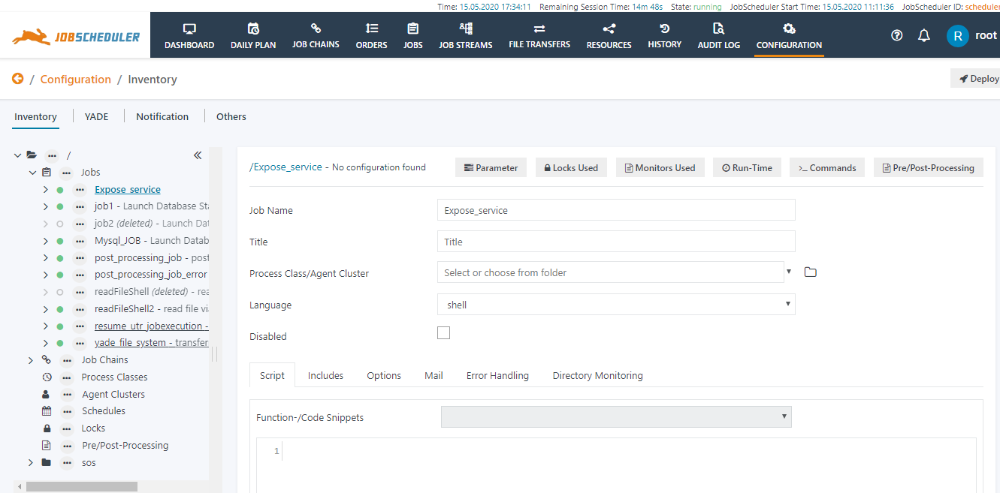 Time: 15.05.2020 17:34:11 Remaining Session Time: 14m 48s State: running JobScheduler Start Time: 15.05.2020 11:11:36 JobScheduler ID: scheduler
JOBSCHEDULER
DASHBOARD DAILY PLAN JOB CHAINS ORDERS JOBS JOB STREAMS FILE TRANSFERS RESOURCES HISTORY AUDIT LOG CONFIGURATION R root
/ Configuration / Inventory
Deploy
Inventory YADE Notification Others
/
Jobs
Expose_service
job1 - Launch Database Sta
job2 (deleted) - Launch Dat
Mysql_JOB - Launch Datab
post_processing_job - post
post_processing_job_error
readFileShell (deleted) - rea
readFileShell2 - read file via
resume_utr_jobexecution -
yade_file_system - transfer
Job Chains
Process Classes
Agent Clusters
Schedules
Locks
Pre/Post-Processing
sos
/Expose_service - No configuration found
Parameter Locks Used Monitors Used Run-Time >_ Commands Pre/Post-Processing
Job Name Expose_service
Title Title
Process Class/Agent Cluster Select or choose from folder
Language shell
Disabled
Script Includes Options Mail Error Handling Directory Monitoring
Function-/Code Snippets
1